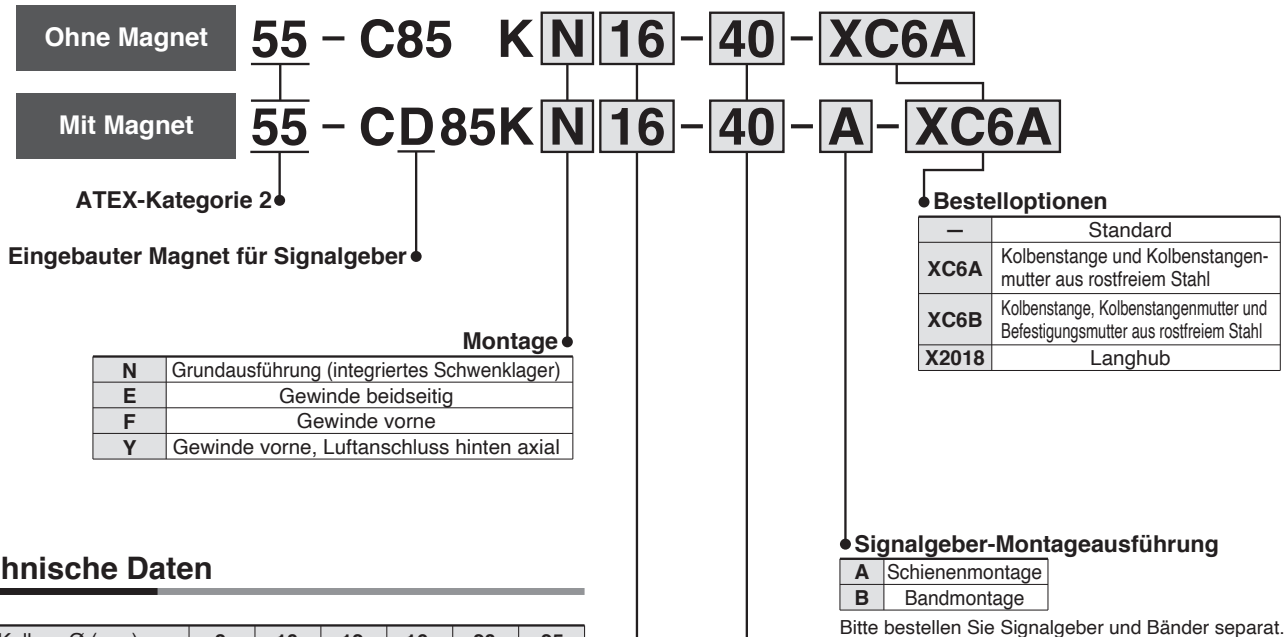 Ohne Magnet 55 – C85 K N 16 – 40 – XC6A
Mit Magnet 55 – CD85K N 16 – 40 – A – XC6A
ATEX-Kategorie 2
Eingebauter Magnet für Signalgeber
Bestelloptionen
— Standard
XC6A Kolbenstange und Kolbenstangen-
mutter aus rostfreiem Stahl
XC6B Kolbenstange, Kolbenstangenmutter und
Befestigungsmutter aus rostfreiem Stahl
X2018 Langhub
Montage
N Grundausführung (integriertes Schwenklager)
E Gewinde beidseitig
F Gewinde vorne
Y Gewinde vorne, Luftanschluss hinten axial
Signalgeber-Montageausführung
A Schienenmontage
B Bandmontage
Bitte bestellen Sie Signalgeber und Bänder separat.
hnische Daten